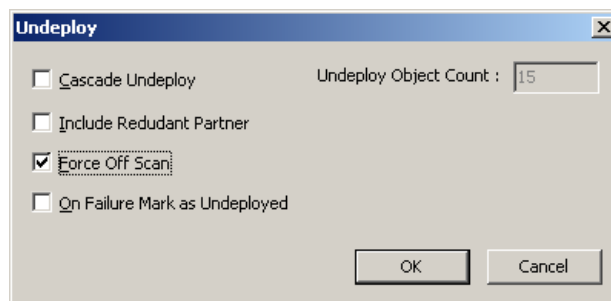 Undeploy
Cascade Undeploy
Undeploy Object Count :
15
Include Redudant Partner
Force Off Scan
On Failure Mark as Undeployed
OK
Cancel